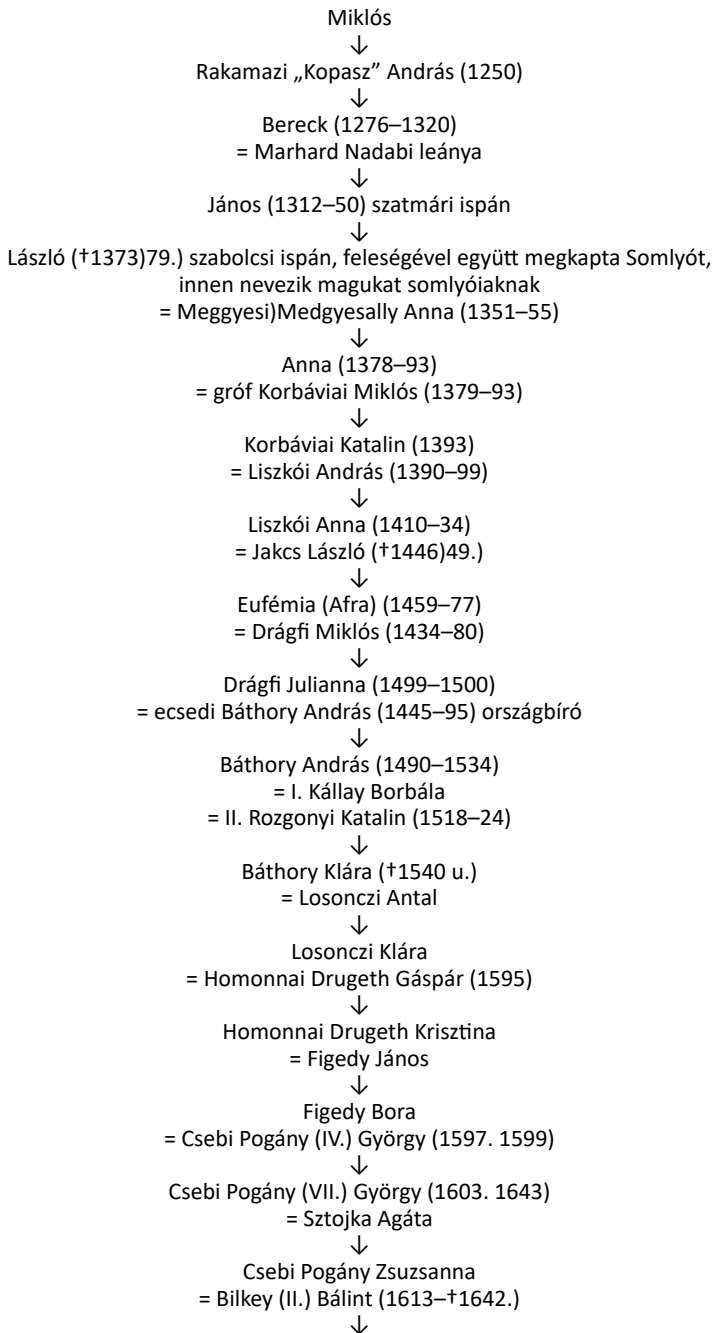 Miklós
↓
Rakamazi „Kopasz” András (1250)
↓
Bereck (1276–1320)
= Marhard Nadabi leánya
↓
János (1312–50) szatmári ispán
↓
László (†1373)79.) szabolcsi ispán, feleségével együtt megkapta Somlyót,
innen nevezik magukat somlyóiaknak
= Meggyesi)Medgyesally Anna (1351–55)
↓
Anna (1378–93)
= gróf Korbáviai Miklós (1379–93)
↓
Korbáviai Katalin (1393)
= Liszkói András (1390–99)
↓
Liszkói Anna (1410–34)
= Jakcs László (†1446)49.)
↓
Eufémia (Afra) (1459–77)
= Drágfi Miklós (1434–80)
↓
Drágfi Julianna (1499–1500)
= ecsedi Báthory András (1445–95) országbíró
↓
Báthory András (1490–1534)
= I. Kállay Borbála
= II. Rozgonyi Katalin (1518–24)
↓
Báthory Klára (†1540 u.)
= Losonczi Antal
↓
Losonczi Klára
= Homonnai Drugeth Gáspár (1595)
↓
Homonnai Drugeth Krisztina
= Figedy János
↓
Figedy Bora
= Csebi Pogány (IV.) György (1597. 1599)
↓
Csebi Pogány (VII.) György (1603. 1643)
= Sztojka Agáta
↓
Csebi Pogány Zsuzsanna
= Bilkey (II.) Bálint (1613–†1642.)
↓